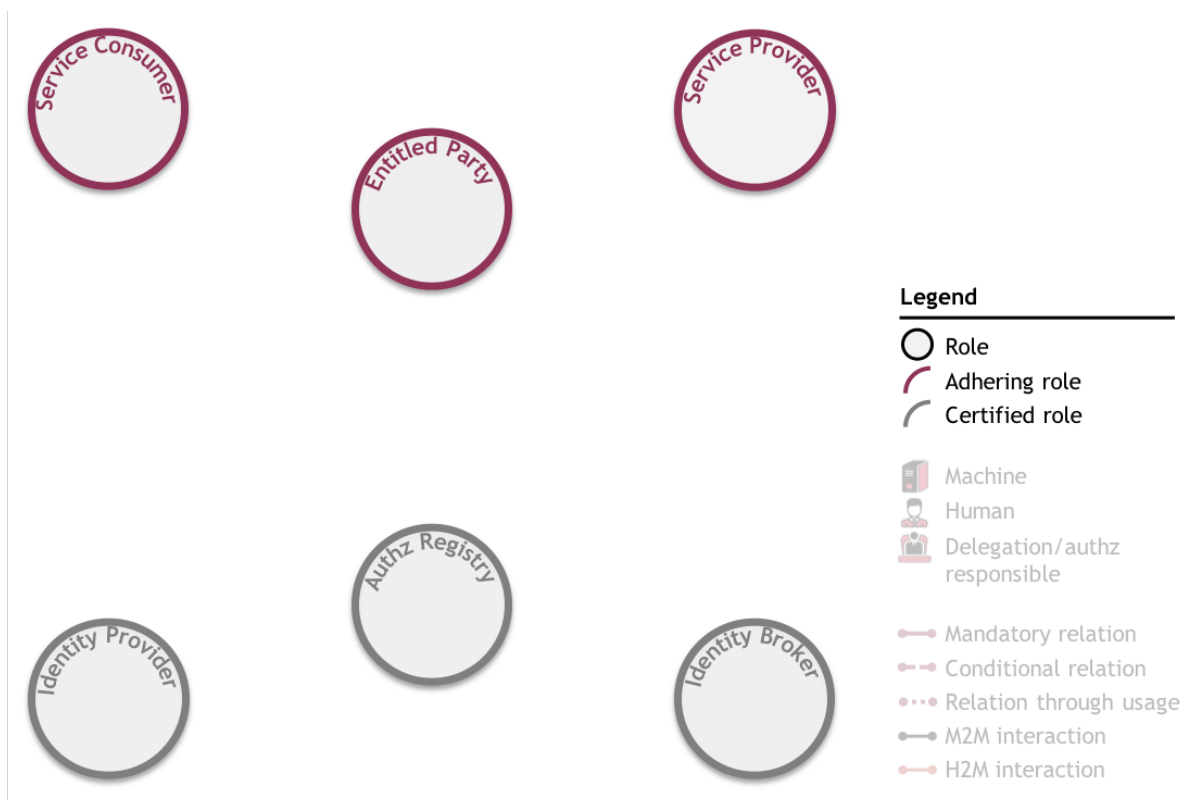 Service Consumer
Service Provider
Entitled Party
Authz Registry
Identity Provider
Identity Broker
Legend
Role
Adhering role
Certified role
Machine
Human
Delegation/authz
responsible
Mandatory relation
Conditional relation
Relation through usage
M2M interaction
H2M interaction